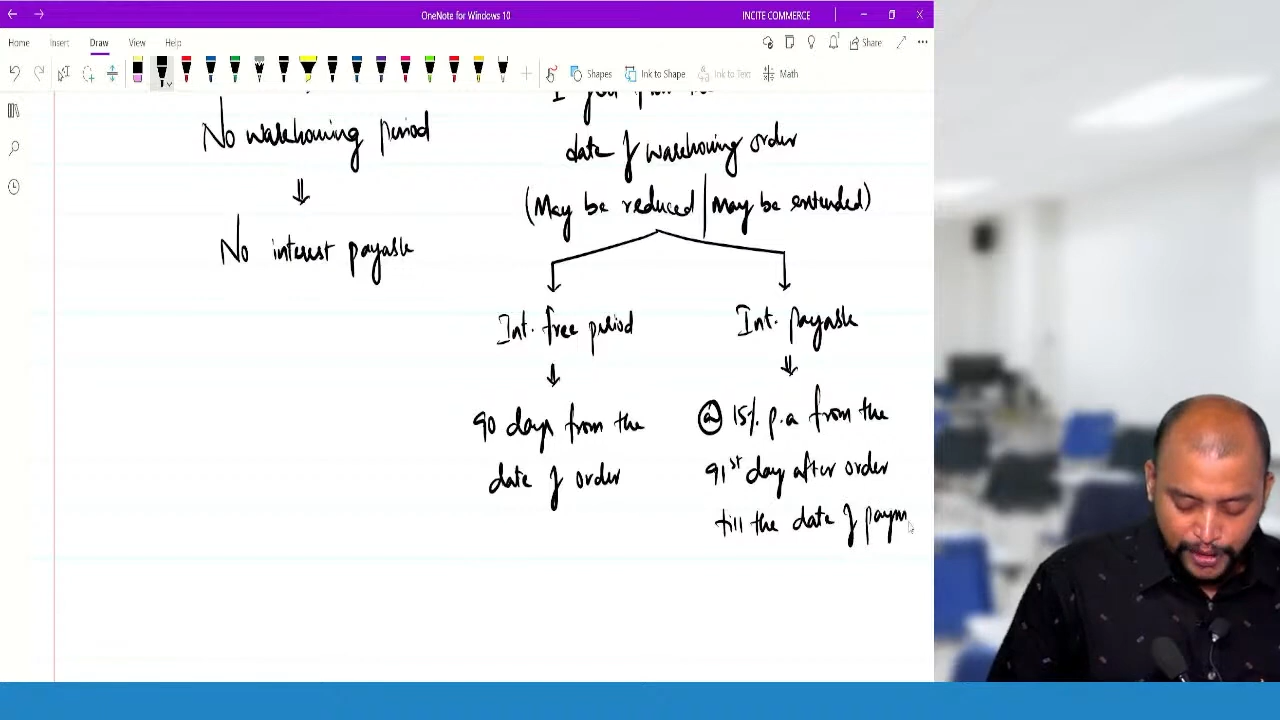 OneNote for Windows 10
INCITE COMMERCE
Home Insert Draw View Help
Share
Shapes Ink to Shape Ink to Text Math
No warehousing period
No interest payable
date of warehousing order
(May be reduced | May be extended)
Int. free period
90 days from the
date of order
Int. payable
@ 15% p.a from the
91st day after order
till the date of paym